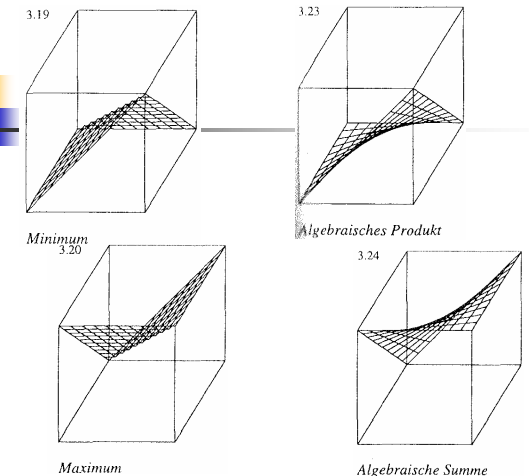 3.19
Minimum
3.23
Algebraisches Produkt
3.20
Maximum
3.24
Algebraische Summe